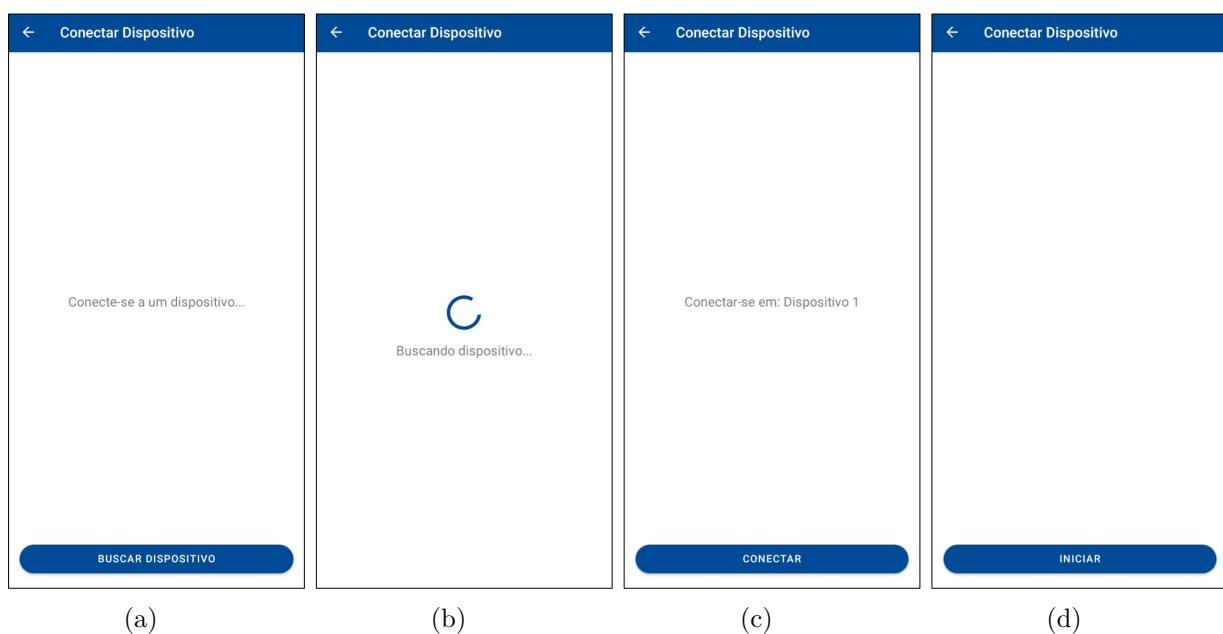 Conectar Dispositivo
Conecte-se a um dispositivo...
BUSCAR DISPOSITIVO
(a)
Conectar Dispositivo
Buscando dispositivo...
(b)
Conectar Dispositivo
Conectar-se em: Dispositivo 1
CONECTAR
(c)
Conectar Dispositivo
INICIAR
(d)